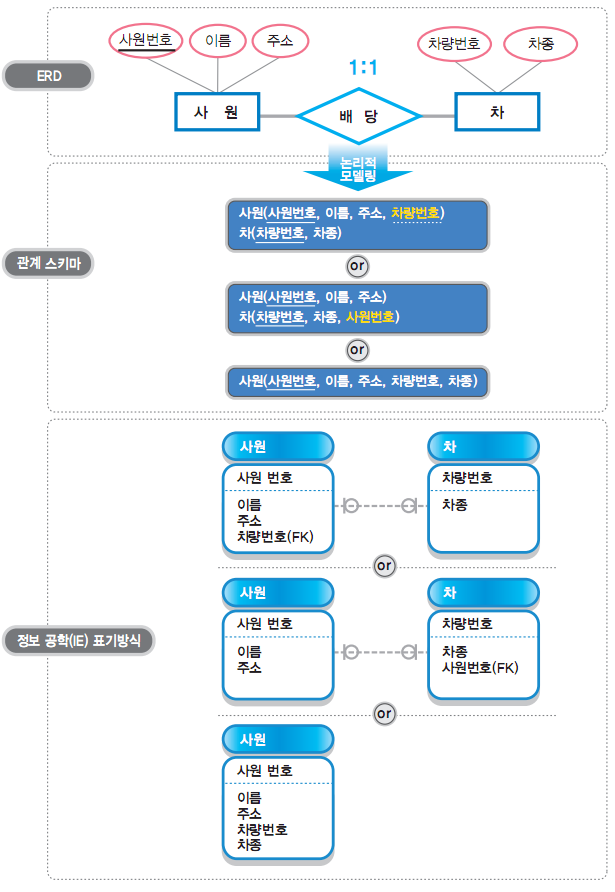 ERD
사원번호
이름
주소
차량번호
차종
1:1
사 원
배 당
차
논리적
모델링
관계 스키마
사원(사원번호, 이름, 주소, 차량번호)
차(차량번호, 차종)
or
사원(사원번호, 이름, 주소)
차(차량번호, 차종, 사원번호)
or
사원(사원번호, 이름, 주소, 차량번호, 차종)
정보 공학(IE) 표기방식
사원
사원 번호
이름
주소
차량번호(FK)
차
차량번호
차종
or
사원
사원 번호
이름
주소
차
차량번호
차종
사원번호(FK)
or
사원
사원 번호
이름
주소
차량번호
차종